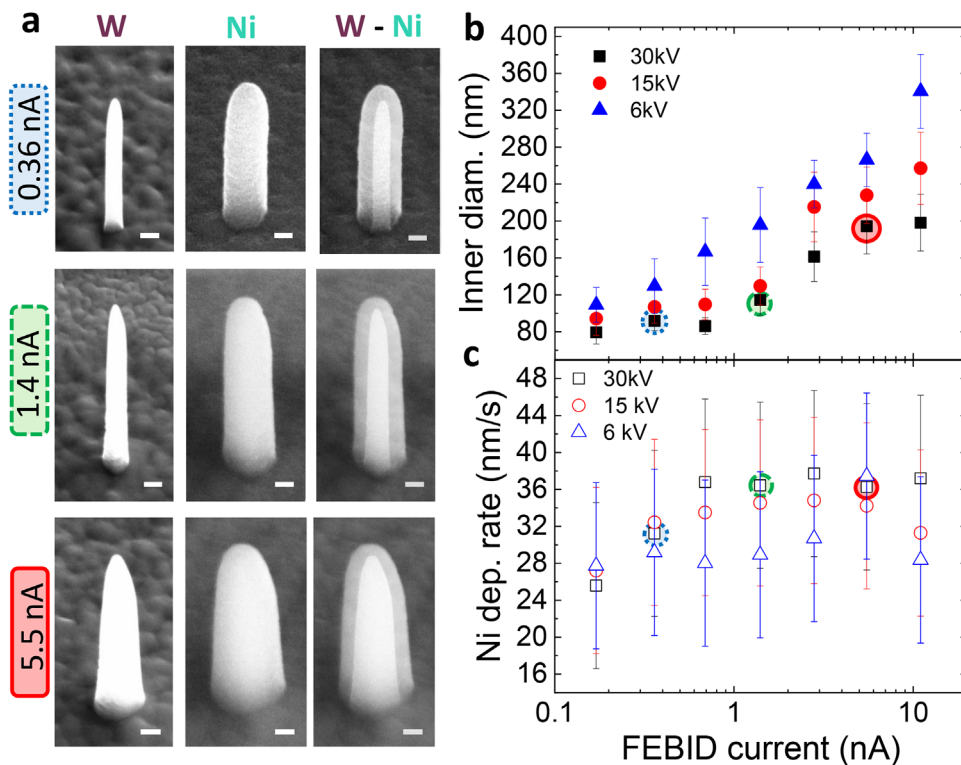 a
W Ni W - Ni
0.36 nA
1.4 nA
5.5 nA
b
400
360
320
280
240
200
160
120
80
Inner diam. (nm)
30kV
15kV
6kV
c
48
44
40
36
32
28
24
20
16
Ni dep. rate (nm/s)
30kV
15 kV
6 kV
0.1 1 10
FEBID current (nA)